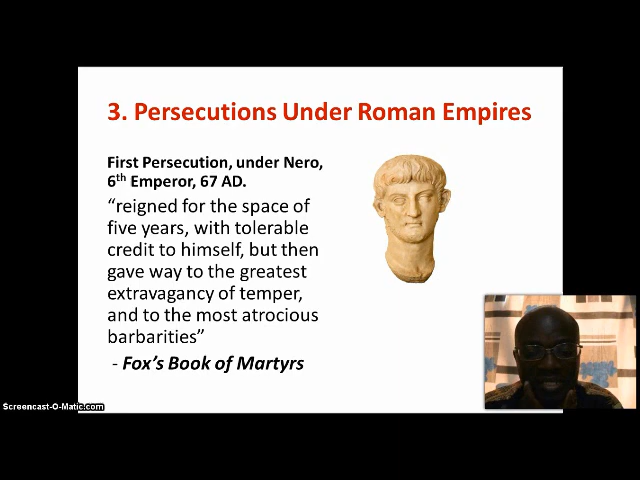 3. Persecutions Under Roman Empires
First Persecution, under Nero,
6th Emperor, 67 AD.
“reigned for the space of
five years, with tolerable
credit to himself, but then
gave way to the greatest
extravagancy of temper,
and to the most atrocious
barbarities”
- Fox’s Book of Martyrs
Screencast-O-Matic.com